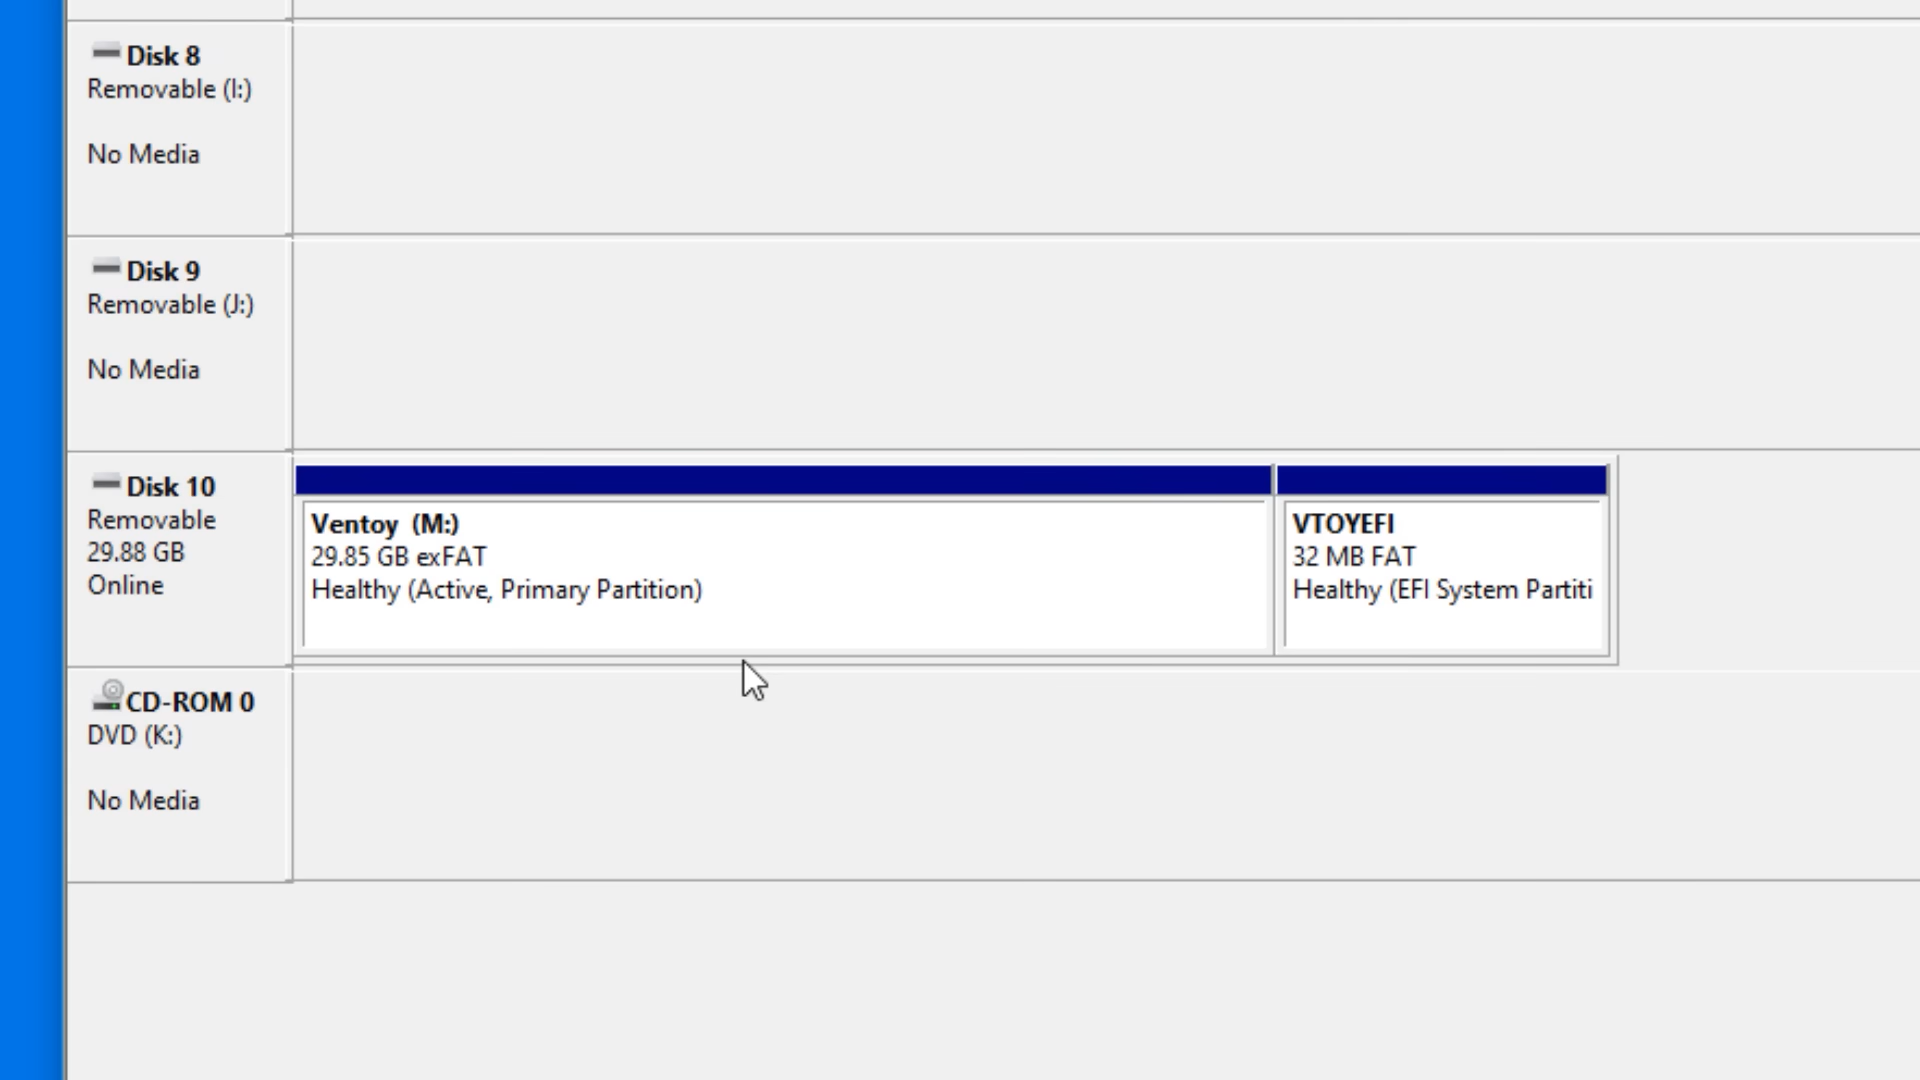 Disk 8
Removable (I:)
No Media
Disk 9
Removable (J:)
No Media
Disk 10
Removable
29.88 GB
Online
Ventoy (M:)
29.85 GB exFAT
Healthy (Active, Primary Partition)
VTOYEFI
32 MB FAT
Healthy (EFI System Partiti
CD-ROM 0
DVD (K:)
No Media